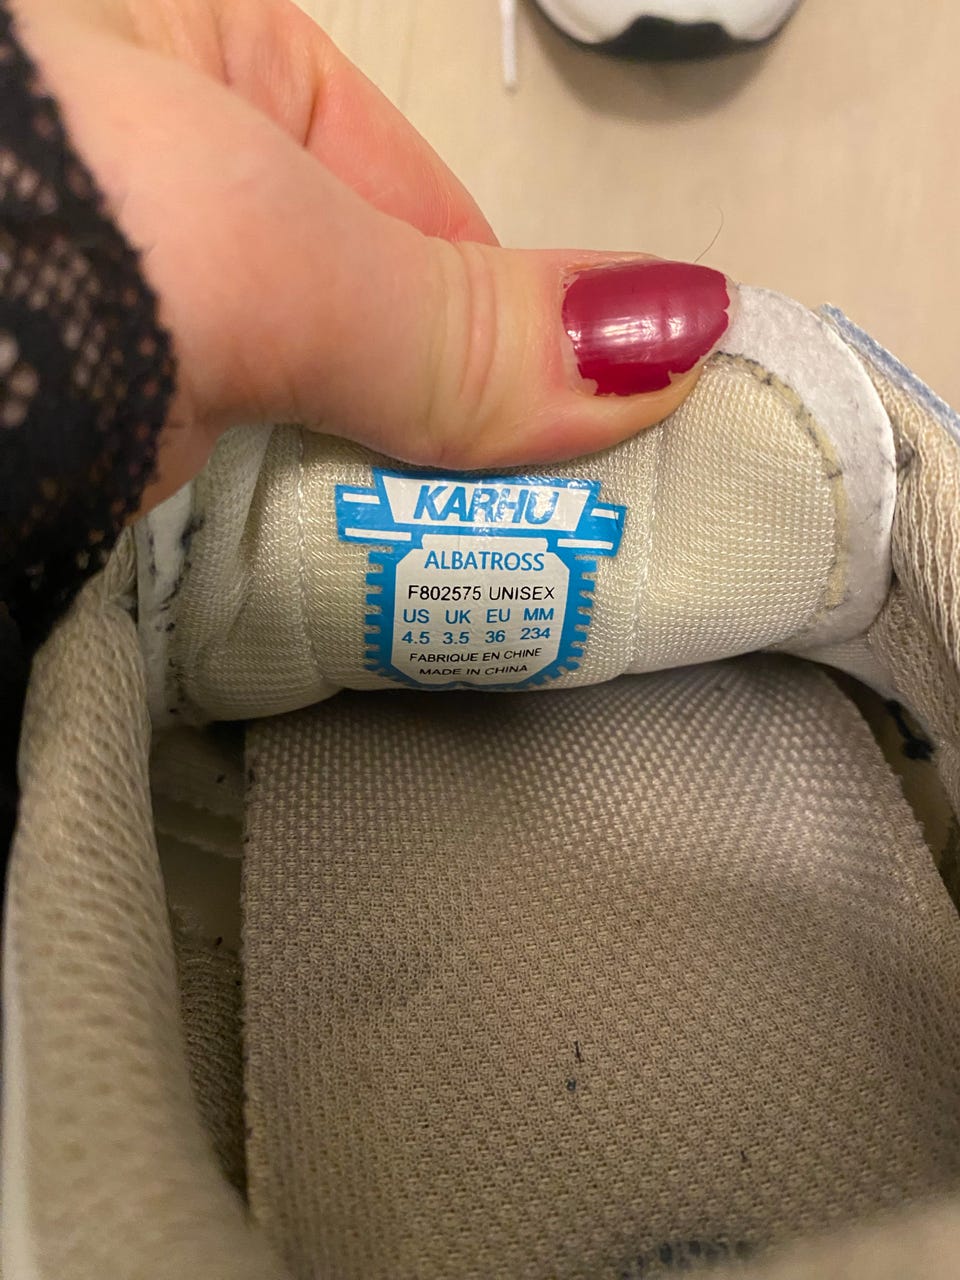 KARHU
ALBATROSS
F802575 UNISEX
US UK EU MM
4.5 3.5 36 234
FABRIQUE EN CHINE
MADE IN CHINA